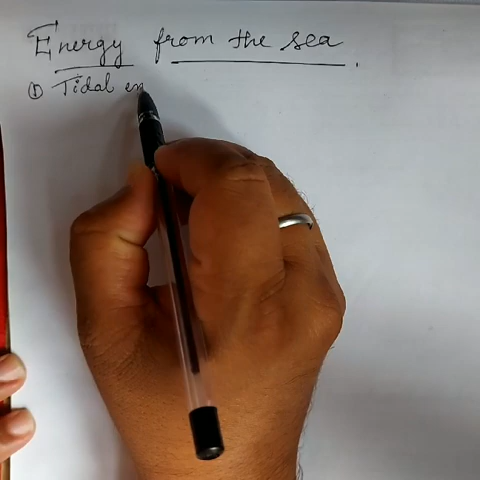 Energy from the sea.
① Tidal en